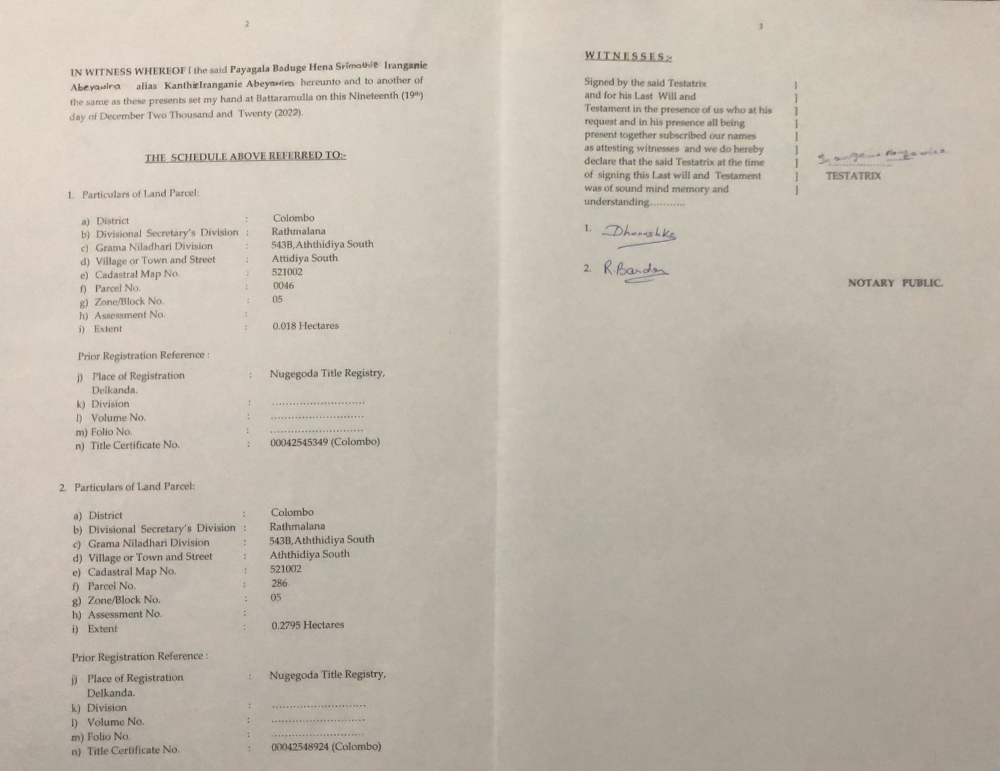 2
IN WITNESS WHEREOF I the said Payagala Baduge Hena Srimathie Iranganie
Abeyawira alias KanthieIranganie Abeyawira hereunto and to another of
the same as these presents set my hand at Battaramulla on this Nineteenth (19th)
day of December Two Thousand and Twenty (2022).
THE SCHEDULE ABOVE REFERRED TO:-
1. Particulars of Land Parcel:
a) District : Colombo
b) Divisional Secretary's Division : Rathmalana
c) Grama Niladhari Division : 543B,Aththidiya South
d) Village or Town and Street : Attidiya South
e) Cadastral Map No. : 521002
f) Parcel No. : 0046
g) Zone/Block No. : 05
h) Assessment No. :
i) Extent : 0.018 Hectares
Prior Registration Reference :
j) Place of Registration : Nugegoda Title Registry,
Delkanda.
k) Division : ............................
l) Volume No. : ............................
m) Folio No. : ............................
n) Title Certificate No. : 00042545349 (Colombo)
2. Particulars of Land Parcel:
a) District : Colombo
b) Divisional Secretary's Division : Rathmalana
c) Grama Niladhari Division : 543B,Aththidiya South
d) Village or Town and Street : Aththidiya South
e) Cadastral Map No. : 521002
f) Parcel No. : 286
g) Zone/Block No. : 05
h) Assessment No. :
i) Extent : 0.2795 Hectares
Prior Registration Reference :
j) Place of Registration : Nugegoda Title Registry,
Delkanda.
k) Division : ............................
l) Volume No. : ............................
m) Folio No. : ............................
n) Title Certificate No. : 00042548924 (Colombo)
3
WITNESSES:-
Signed by the said Testatrix }
and for his Last Will and }
Testament in the presence of us who at his }
request and in his presence all being }
present together subscribed our names }
as attesting witnesses and we do hereby }
declare that the said Testatrix at the time } ....................
of signing this Last will and Testament } TESTATRIX
was of sound mind memory and }
understanding...........
1. Dhanushka
2. R.Bandar
NOTARY PUBLIC.